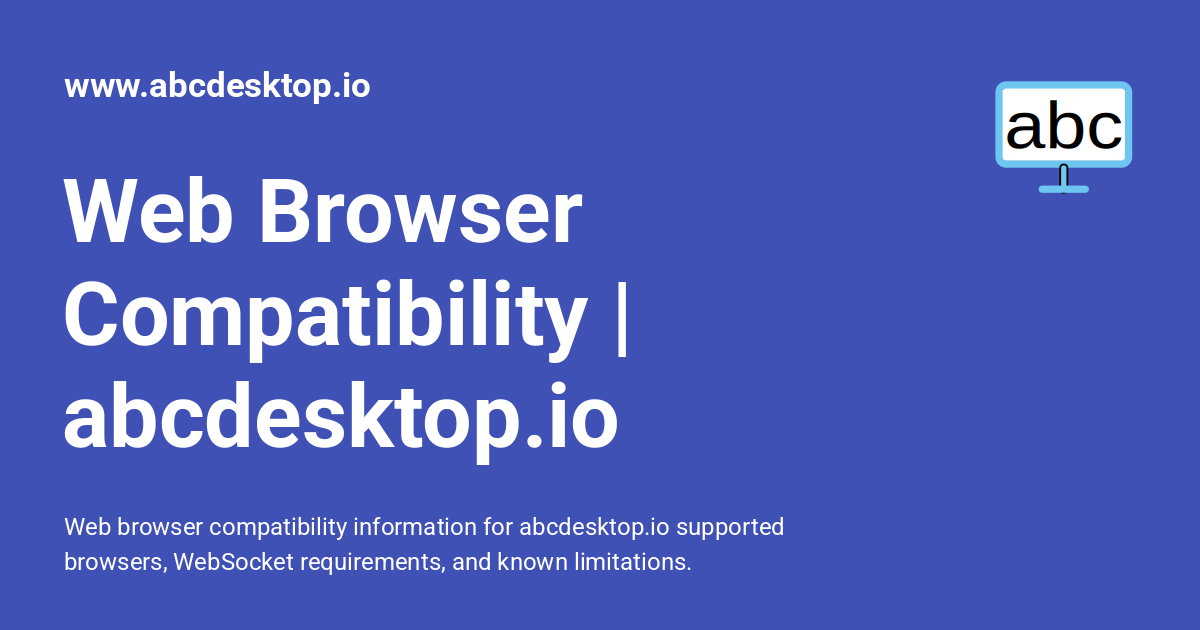 www.abcdesktop.io
abc
Web Browser
Compatibility |
abcdesktop.io
Web browser compatibility information for abcdesktop.io supported
browsers, WebSocket requirements, and known limitations.